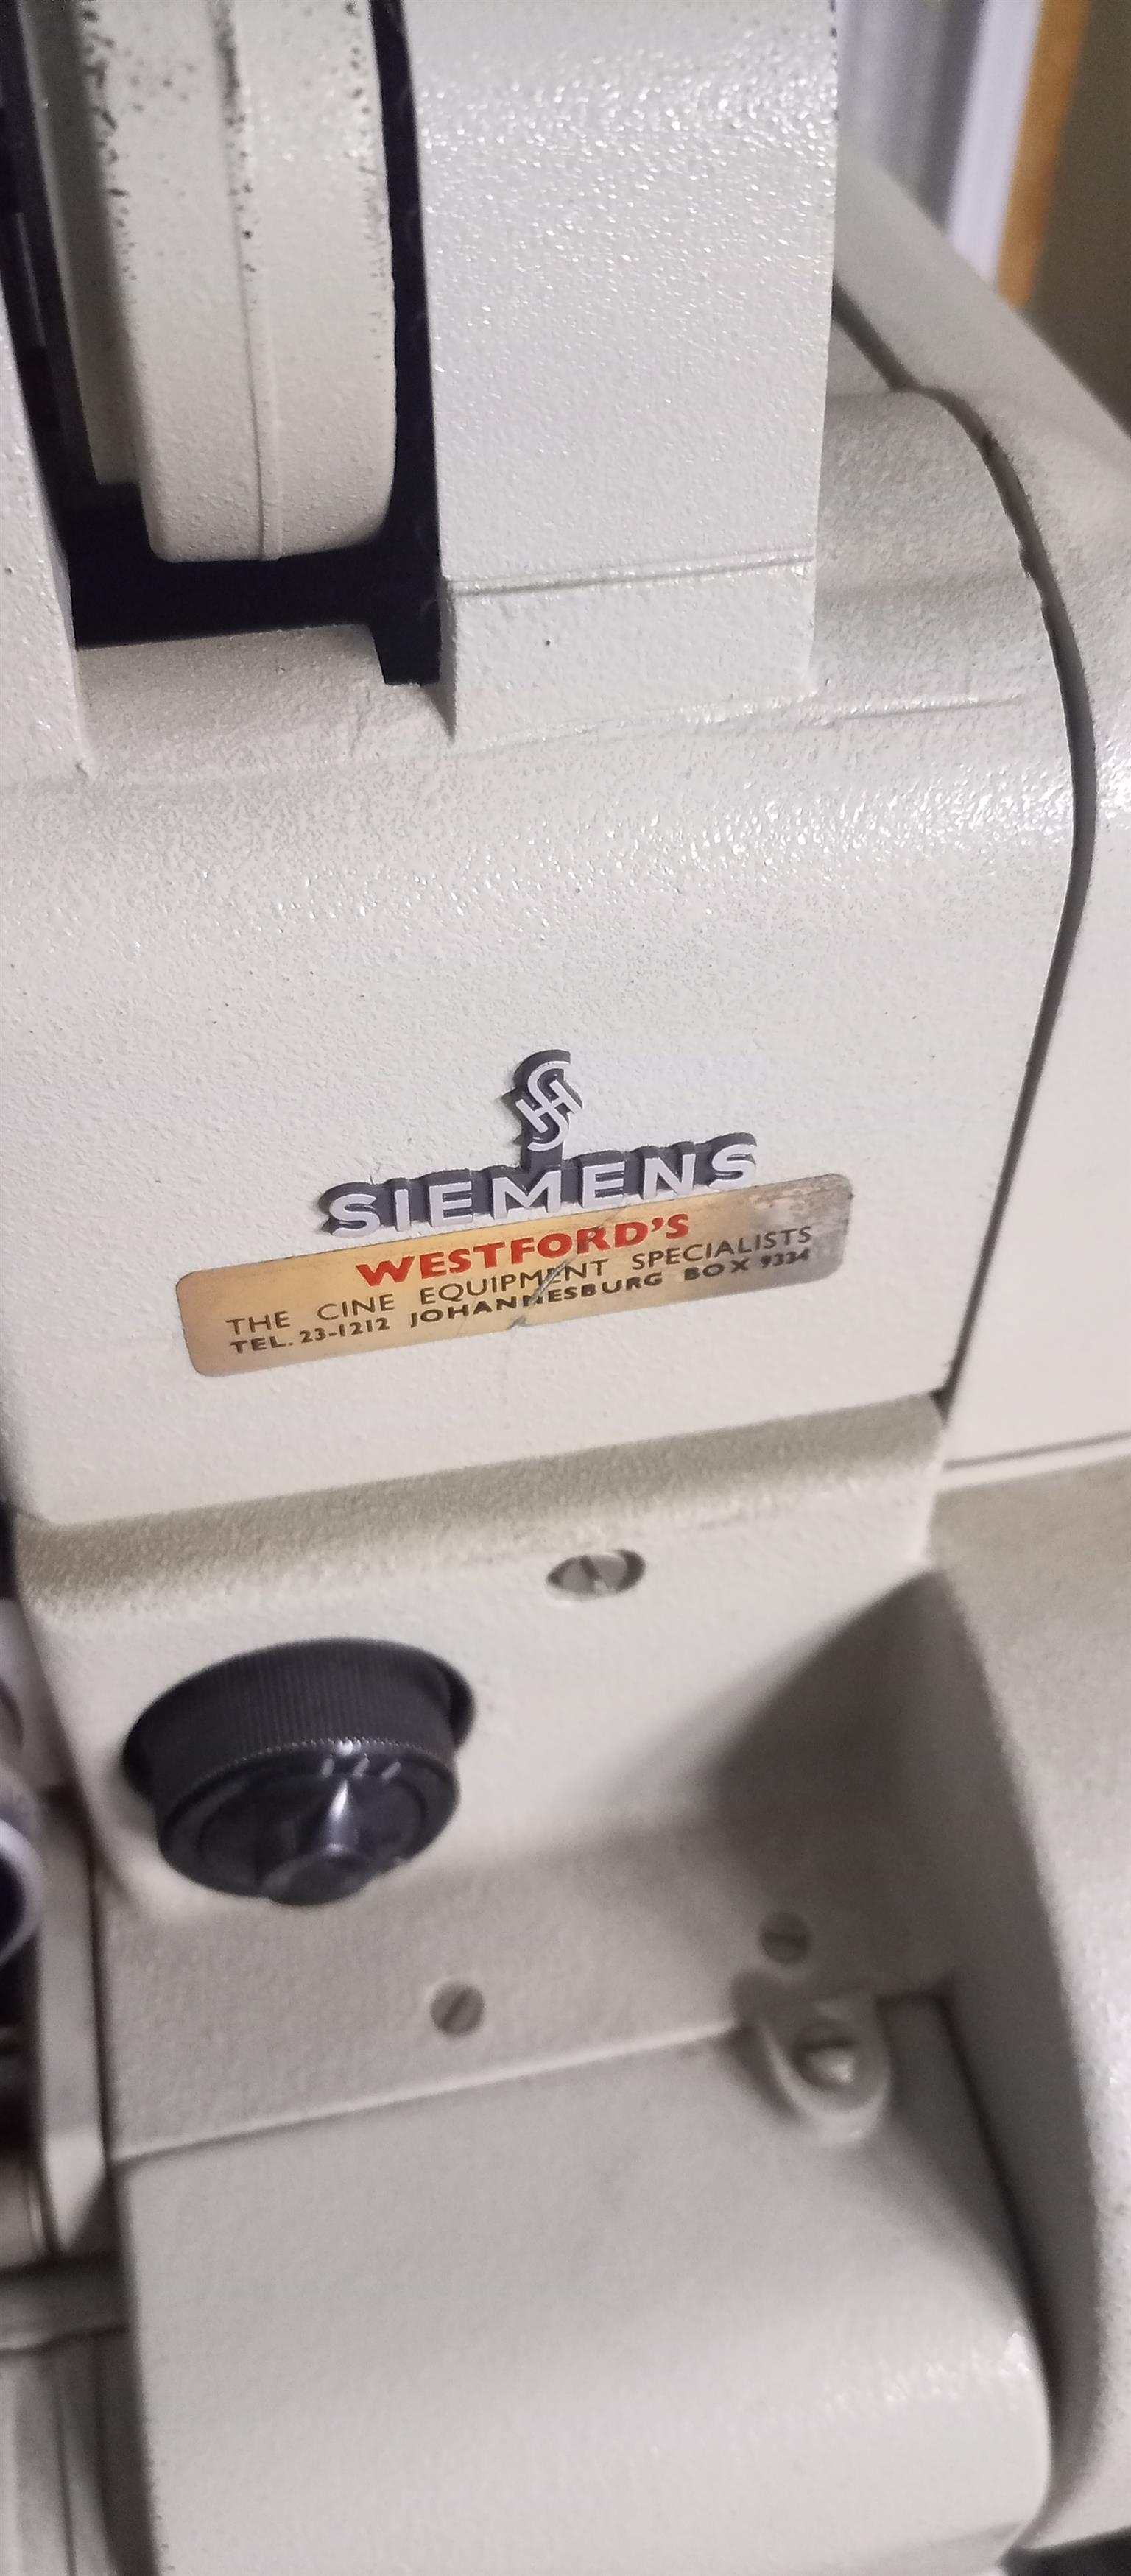 SIEMENS
WESTFORD'S
THE CINE EQUIPMENT SPECIALISTS
TEL. 23-1212 JOHANNESBURG BOX 9334